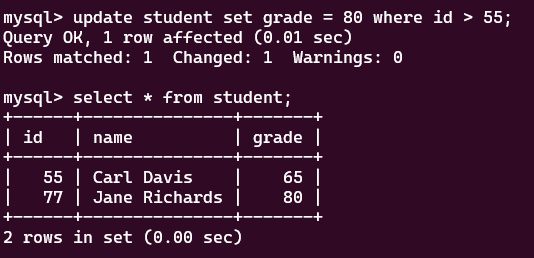 mysql> update student set grade = 80 where id > 55;
Query OK, 1 row affected (0.01 sec)
Rows matched: 1  Changed: 1  Warnings: 0

mysql> select * from student;
+------+---------------+-------+
| id   | name          | grade |
+------+---------------+-------+
|   55 | Carl Davis    |    65 |
|   77 | Jane Richards |    80 |
+------+---------------+-------+
2 rows in set (0.00 sec)